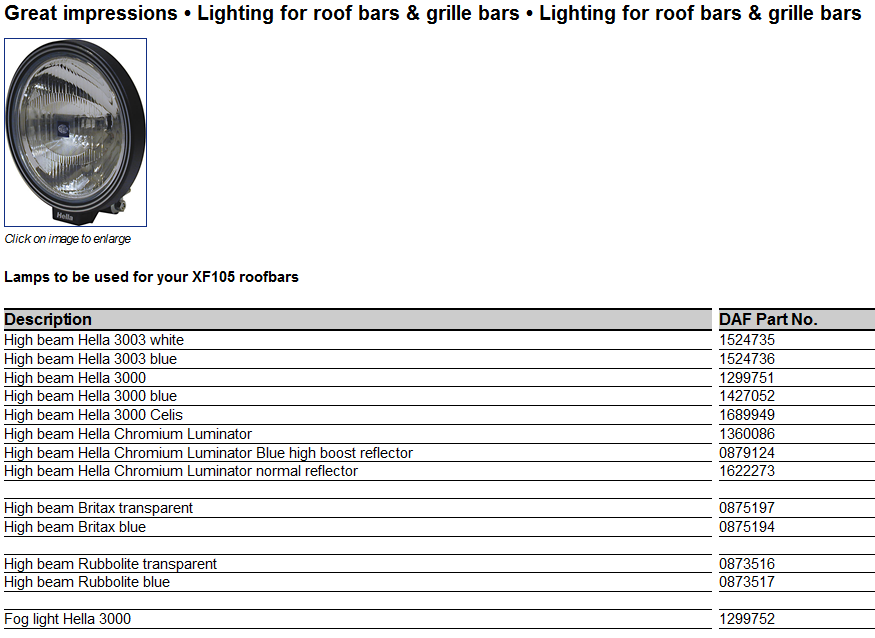 Great impressions • Lighting for roof bars & grille bars • Lighting for roof bars & grille bars
Hella
Click on image to enlarge
Lamps to be used for your XF105 roofbars
Description DAF Part No.
High beam Hella 3003 white 1524735
High beam Hella 3003 blue 1524736
High beam Hella 3000 1299751
High beam Hella 3000 blue 1427052
High beam Hella 3000 Celis 1689949
High beam Hella Chromium Luminator 1360086
High beam Hella Chromium Luminator Blue high boost reflector 0879124
High beam Hella Chromium Luminator normal reflector 1622273
High beam Britax transparent 0875197
High beam Britax blue 0875194
High beam Rubbolite transparent 0873516
High beam Rubbolite blue 0873517
Fog light Hella 3000 1299752